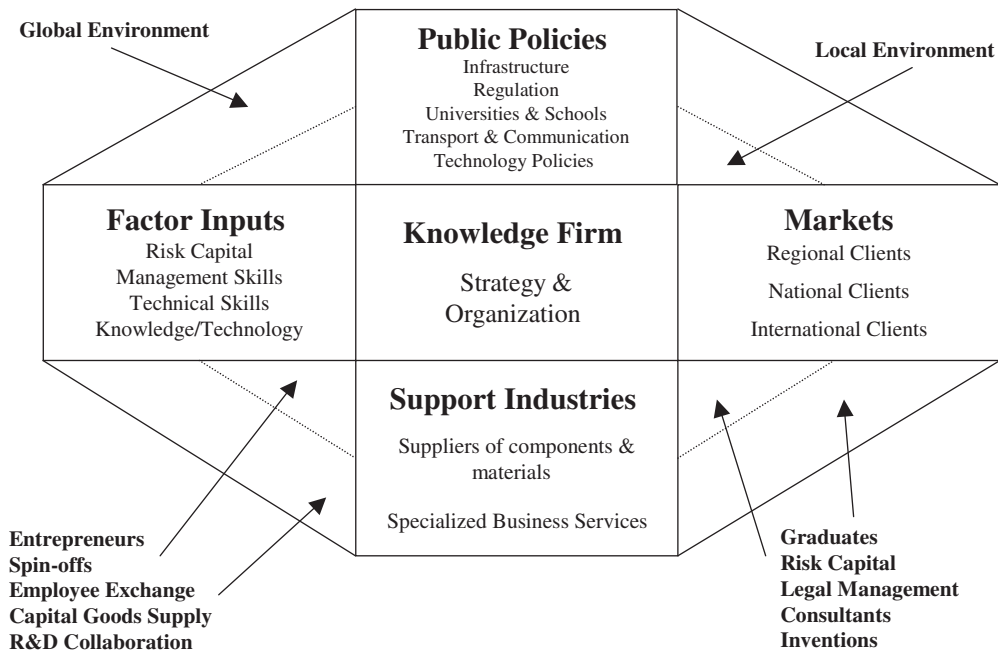 Global Environment
Public Policies
Infrastructure
Regulation
Universities & Schools
Transport & Communication
Technology Policies
Local Environment
Factor Inputs
Risk Capital
Management Skills
Technical Skills
Knowledge/Technology
Knowledge Firm
Strategy &
Organization
Markets
Regional Clients
National Clients
International Clients
Support Industries
Suppliers of components &
materials
Specialized Business Services
Entrepreneurs
Spin-offs
Employee Exchange
Capital Goods Supply
R&D Collaboration
Graduates
Risk Capital
Legal Management
Consultants
Inventions